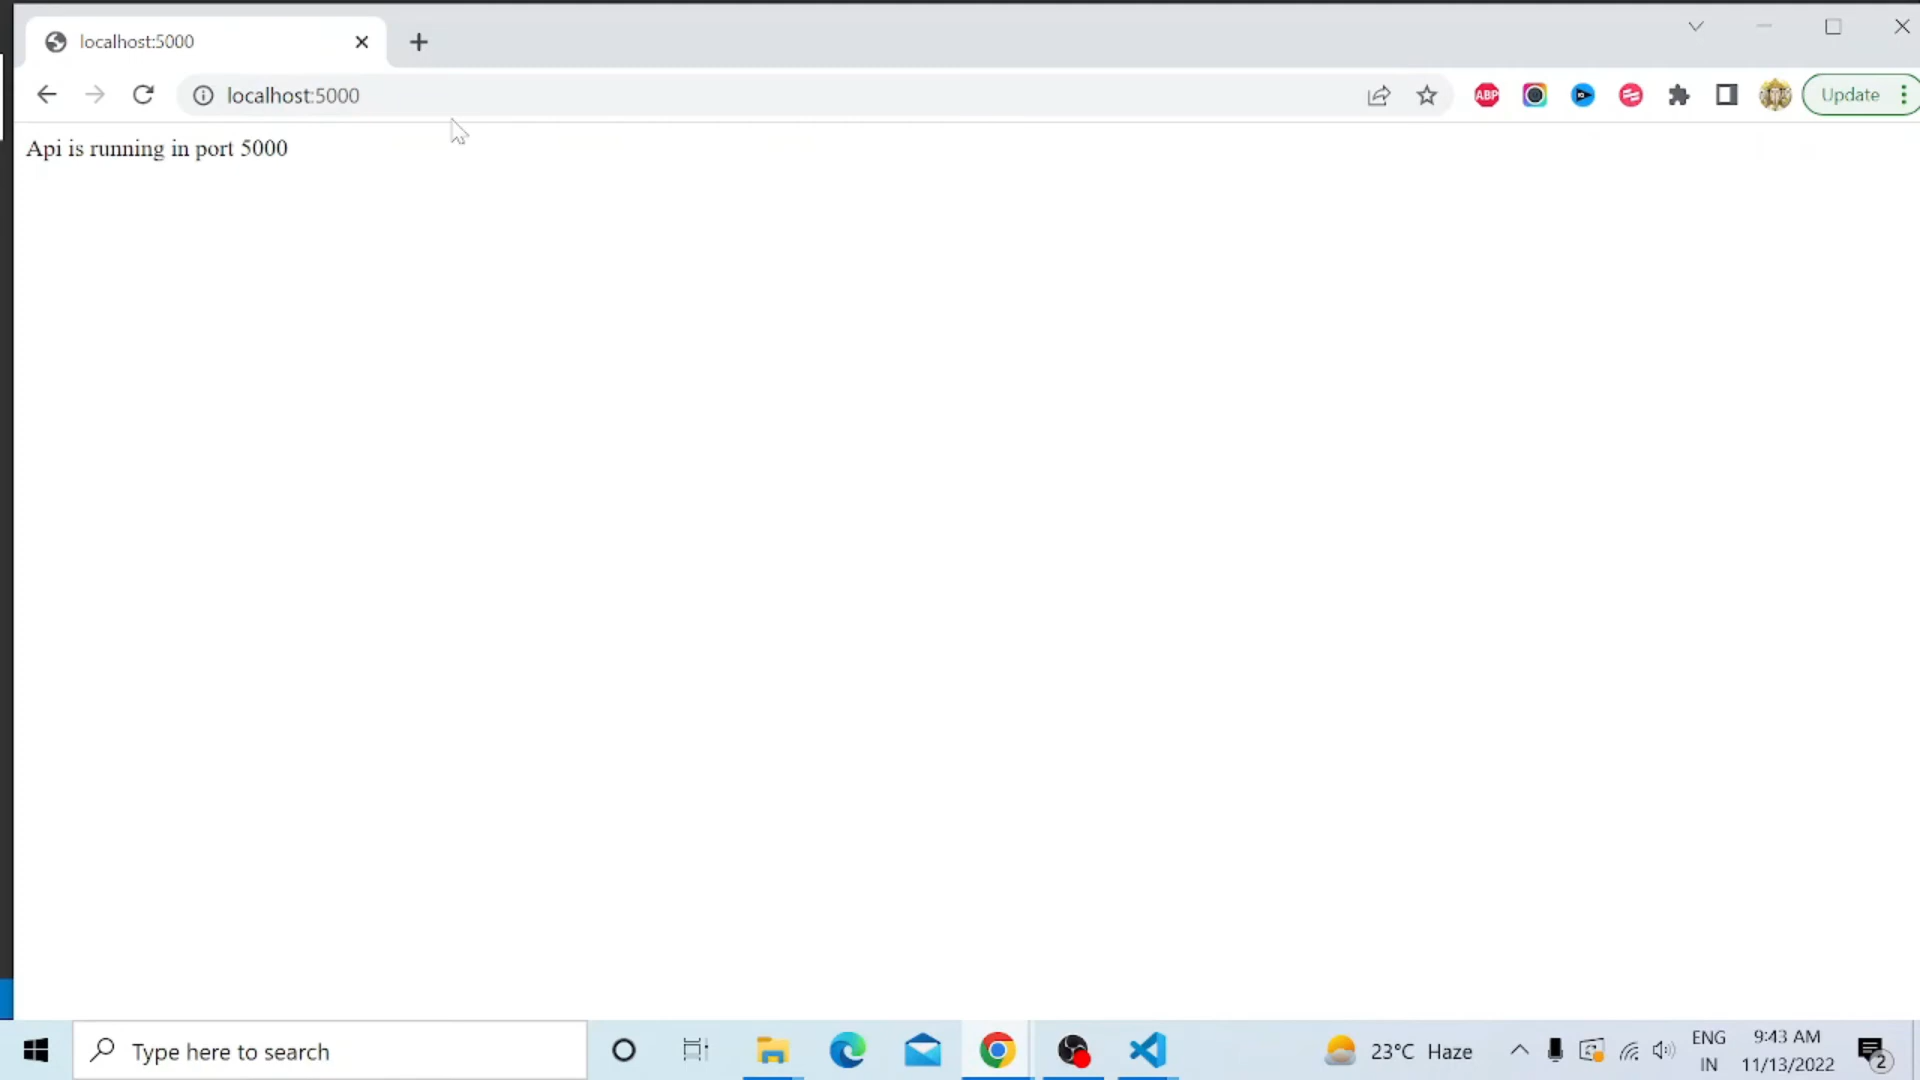 localhost:5000
localhost:5000
ABP
Update
Api is running in port 5000
Type here to search
23°C Haze
ENG
IN
9:43 AM
11/13/2022
2